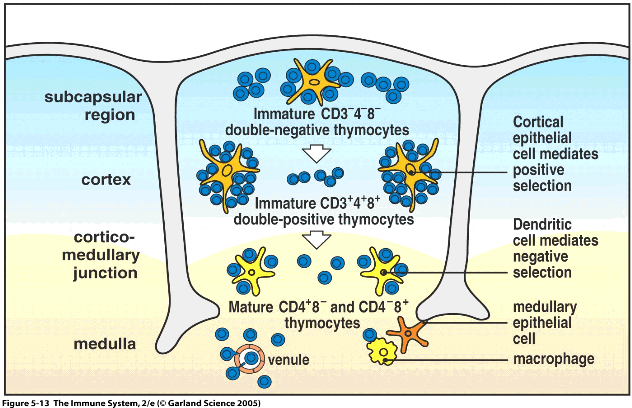 subcapsular
region
Immature CD3⁻4⁻8⁻
double-negative thymocytes
Cortical
epithelial
cell mediates
positive
selection
cortex
Immature CD3⁺4⁺8⁺
double-positive thymocytes
Dendritic
cell mediates
negative
selection
cortico-
medullary
junction
Mature CD4⁺8⁻ and CD4⁻8⁺
thymocytes
medullary
epithelial
cell
medulla
venule
macrophage
Figure 5-13 The Immune System, 2/e (© Garland Science 2005)